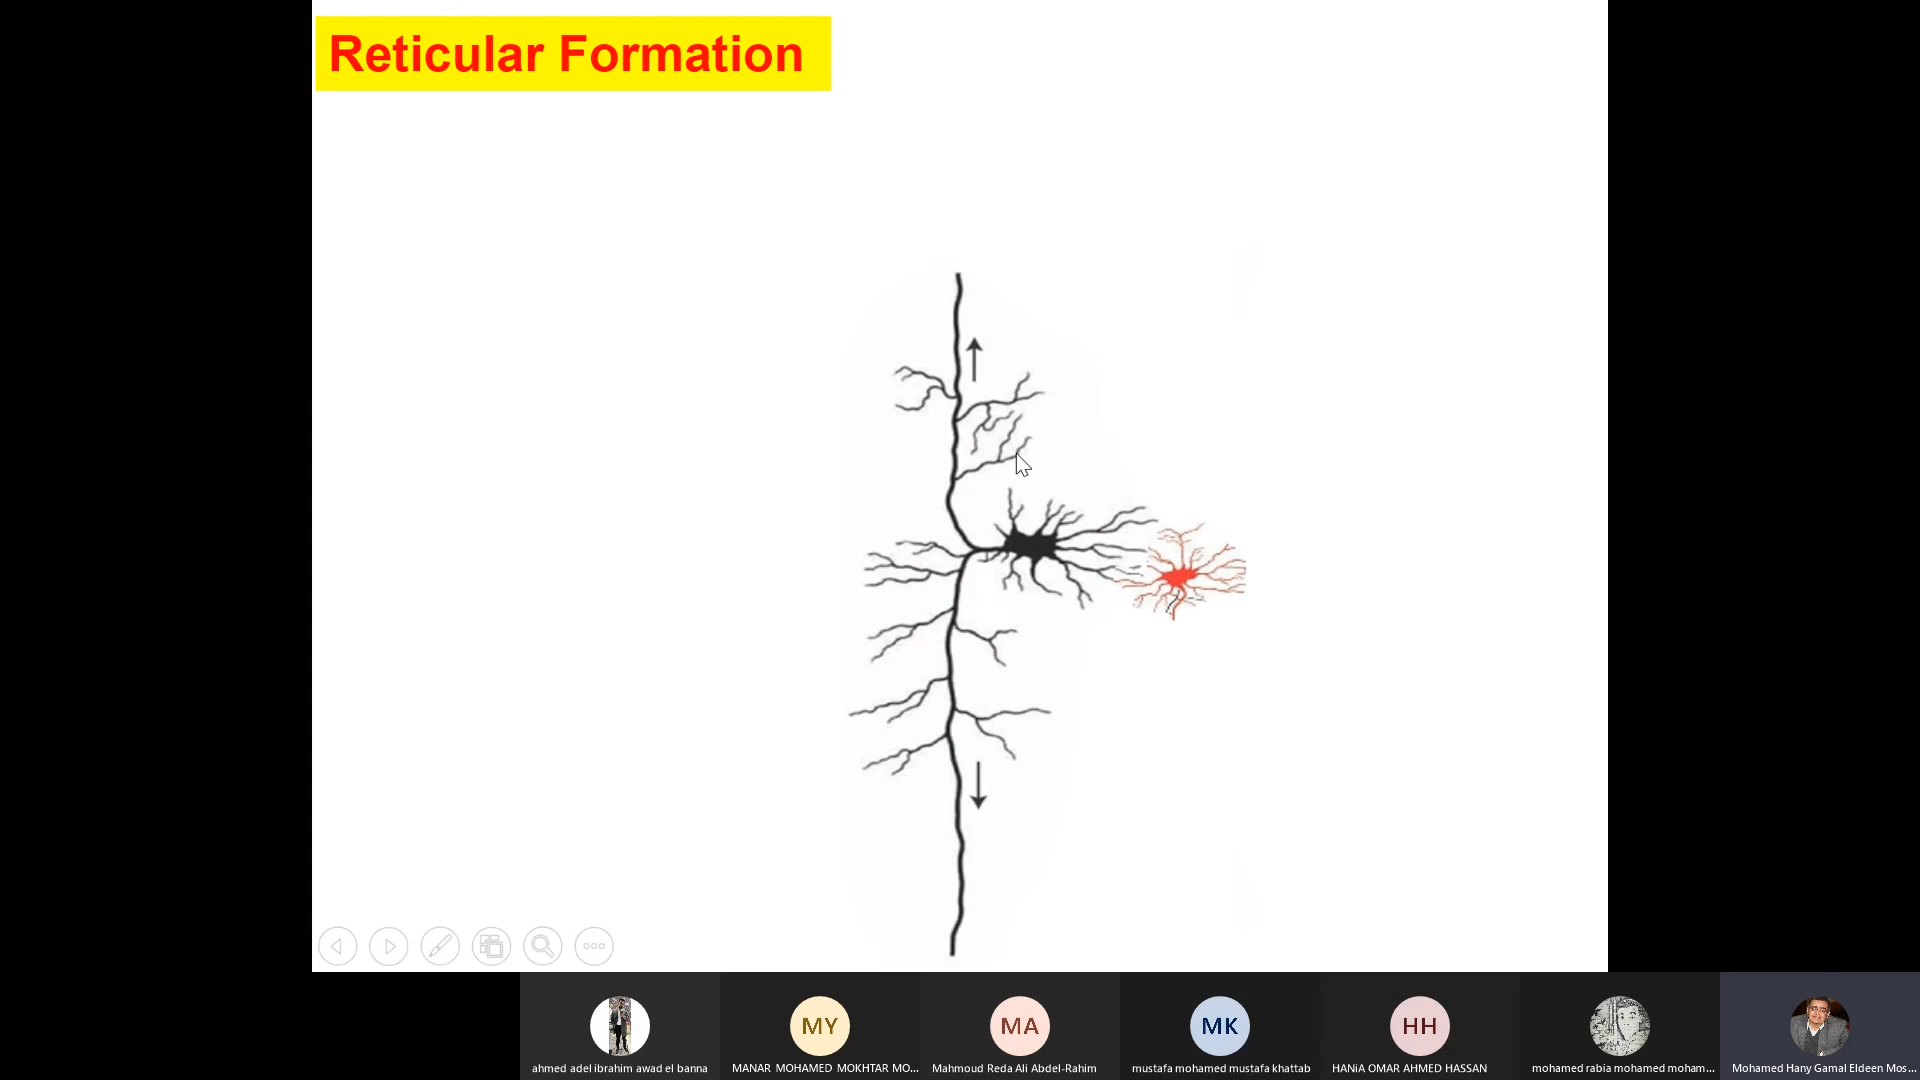 Reticular Formation
MY
MA
MK
HH
ahmed adel ibrahim awad el banna
MANAR MOHAMED MOKHTAR MO...
Mahmoud Reda Ali Abdel-Rahim
mustafa mohamed mustafa khattab
HANiA OMAR AHMED HASSAN
mohamed rabia mohamed moham...
Mohamed Hany Gamal Eldeen Mos...